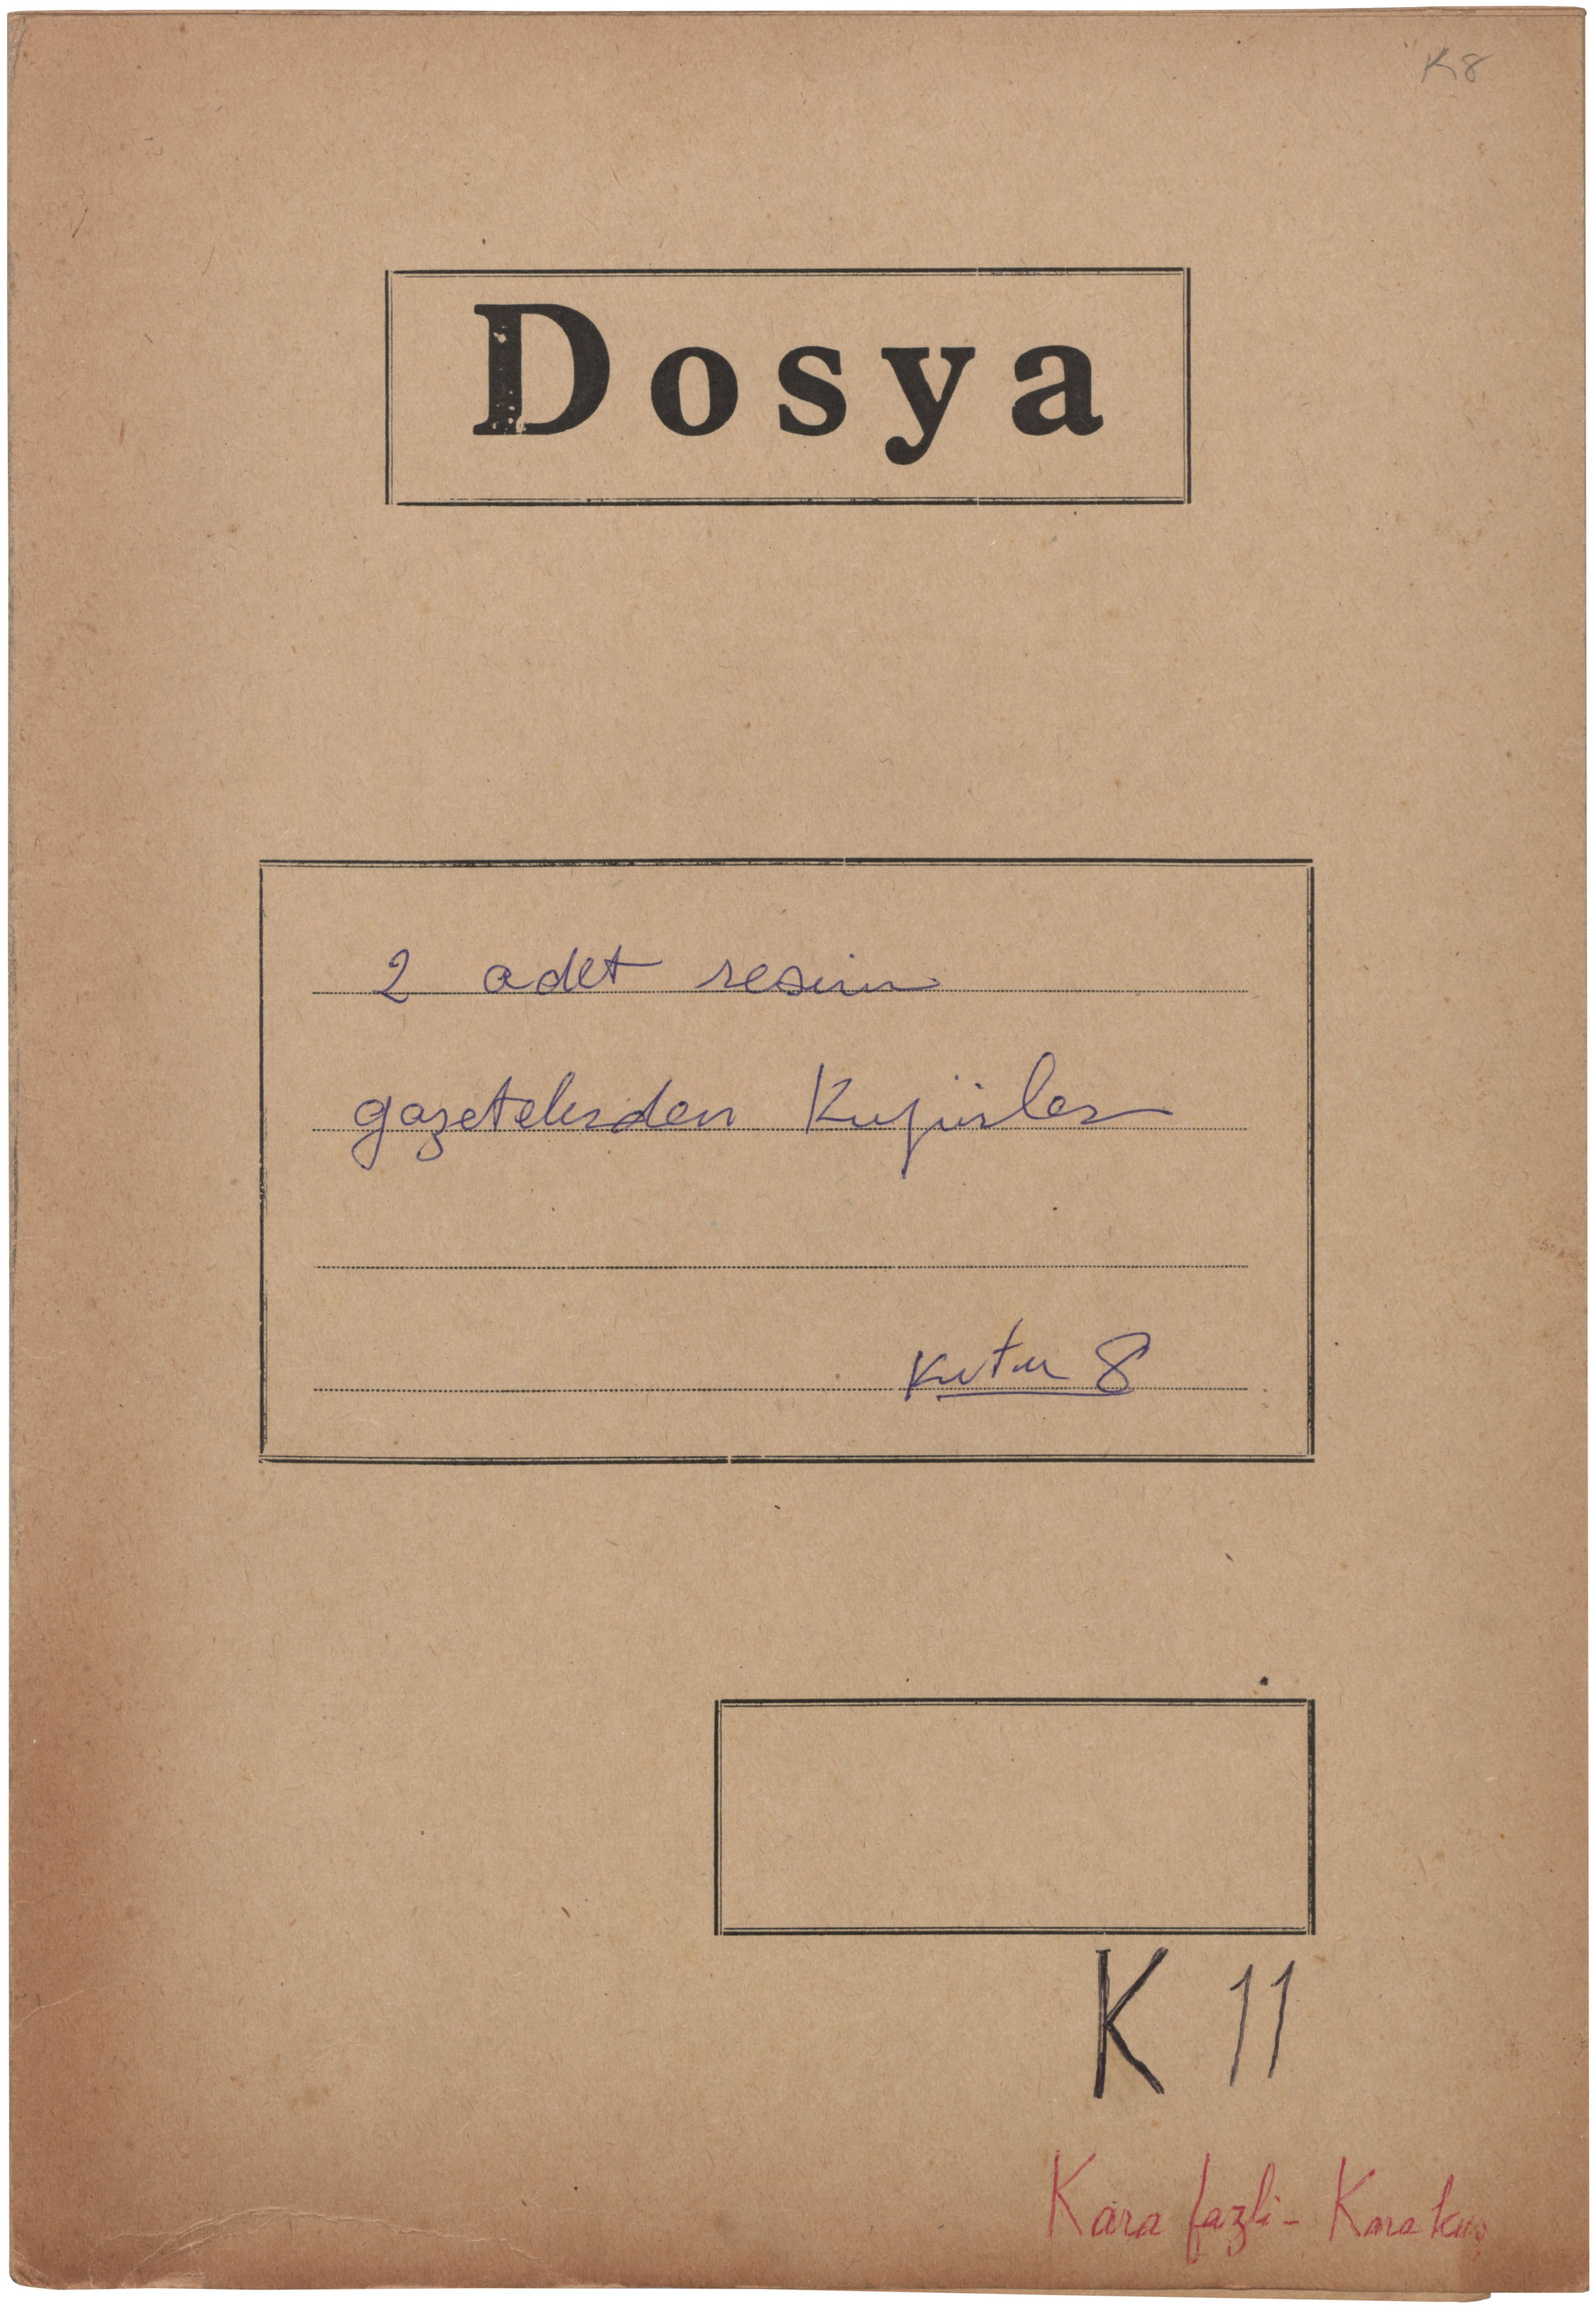 K8
Dosya
2 adet resim
gazetelerden Kupürler
Kutu 8
K 11
Kara fazlı - Karakuş